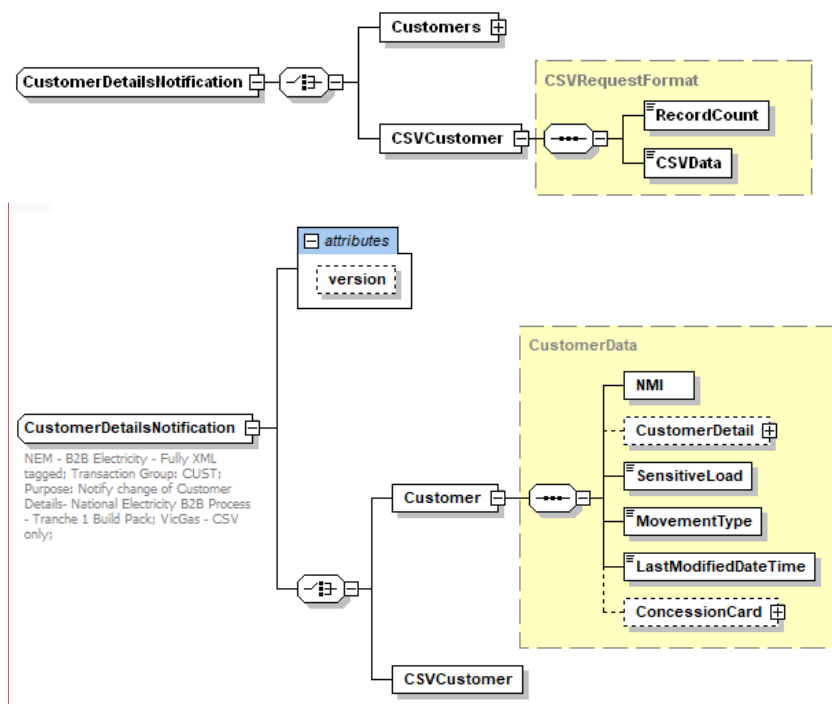 Customers
CustomerDetailsNotification
CSVRequestFormat
RecordCount
CSVCustomer
CSVData
attributes
version
CustomerData
NMI
CustomerDetailsNotification
CustomerDetail
NEM - B2B Electricity - Fully XML
tagged; Transaction Group: CUST;
Purpose: Notify change of Customer
Details- National Electricity B2B Process
- Tranche 1 Build Pack; VicGas - CSV
only;
SensitiveLoad
Customer
MovementType
LastModifiedDateTime
ConcessionCard
CSVCustomer